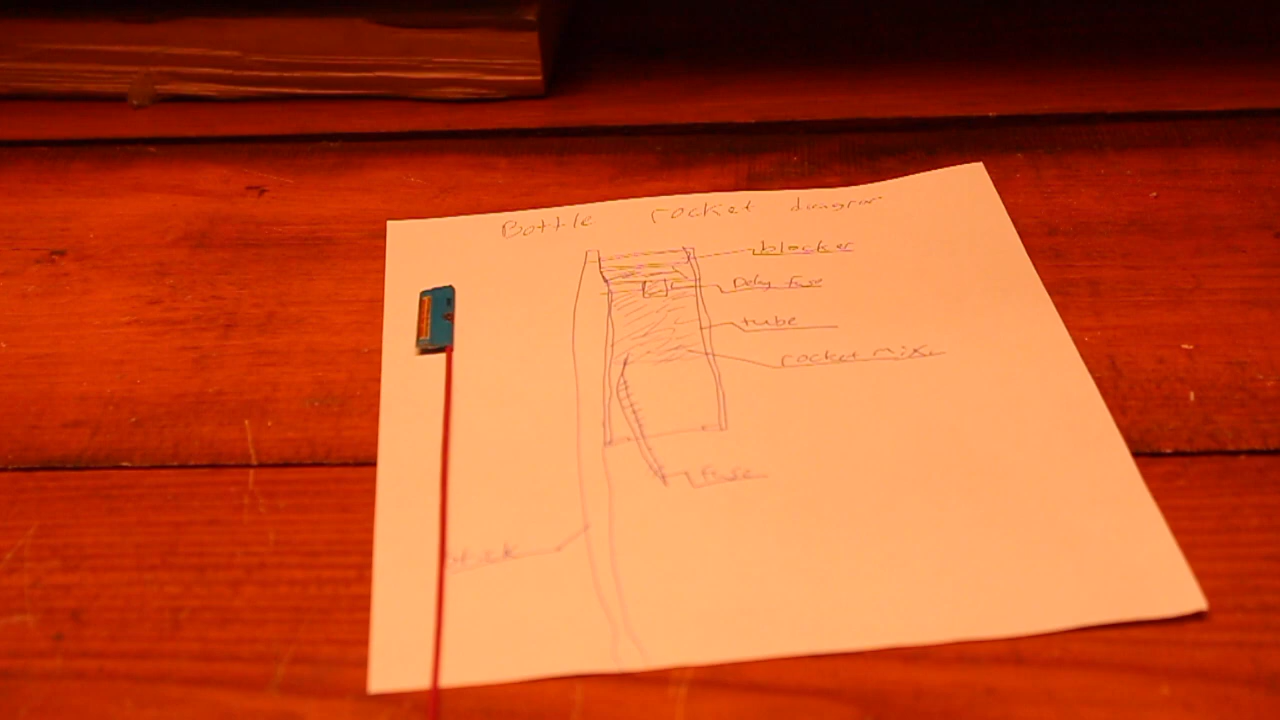 Bottle rocket diagram
blocker
Delay Fuse
tube
rocket mix
Fuse
stick